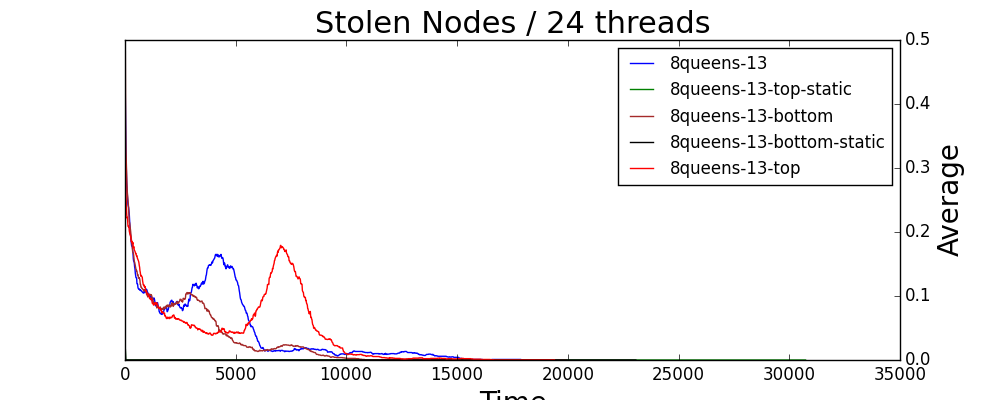 Stolen Nodes / 24 threads
8queens-13
8queens-13-top-static
8queens-13-bottom
8queens-13-bottom-static
8queens-13-top
0.5
0.4
0.3
0.2
0.1
0.0
Average
0 5000 10000 15000 20000 25000 30000 35000
Time